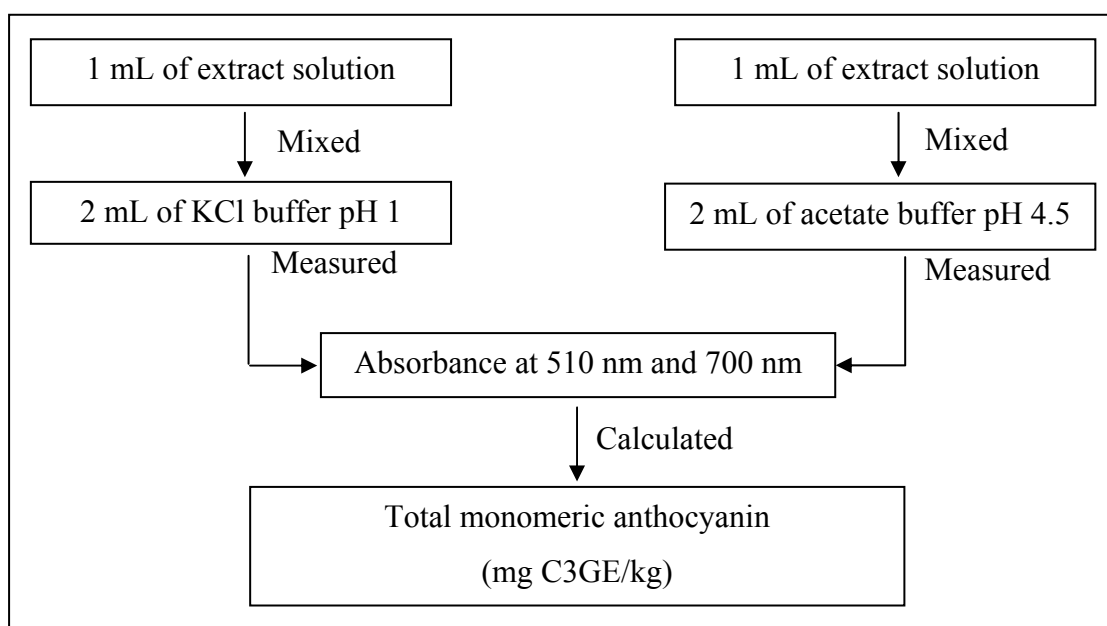 1 mL of extract solution
1 mL of extract solution
Mixed
Mixed
2 mL of KCl buffer pH 1
2 mL of acetate buffer pH 4.5
Measured
Measured
Absorbance at 510 nm and 700 nm
Calculated
Total monomeric anthocyanin
(mg C3GE/kg)